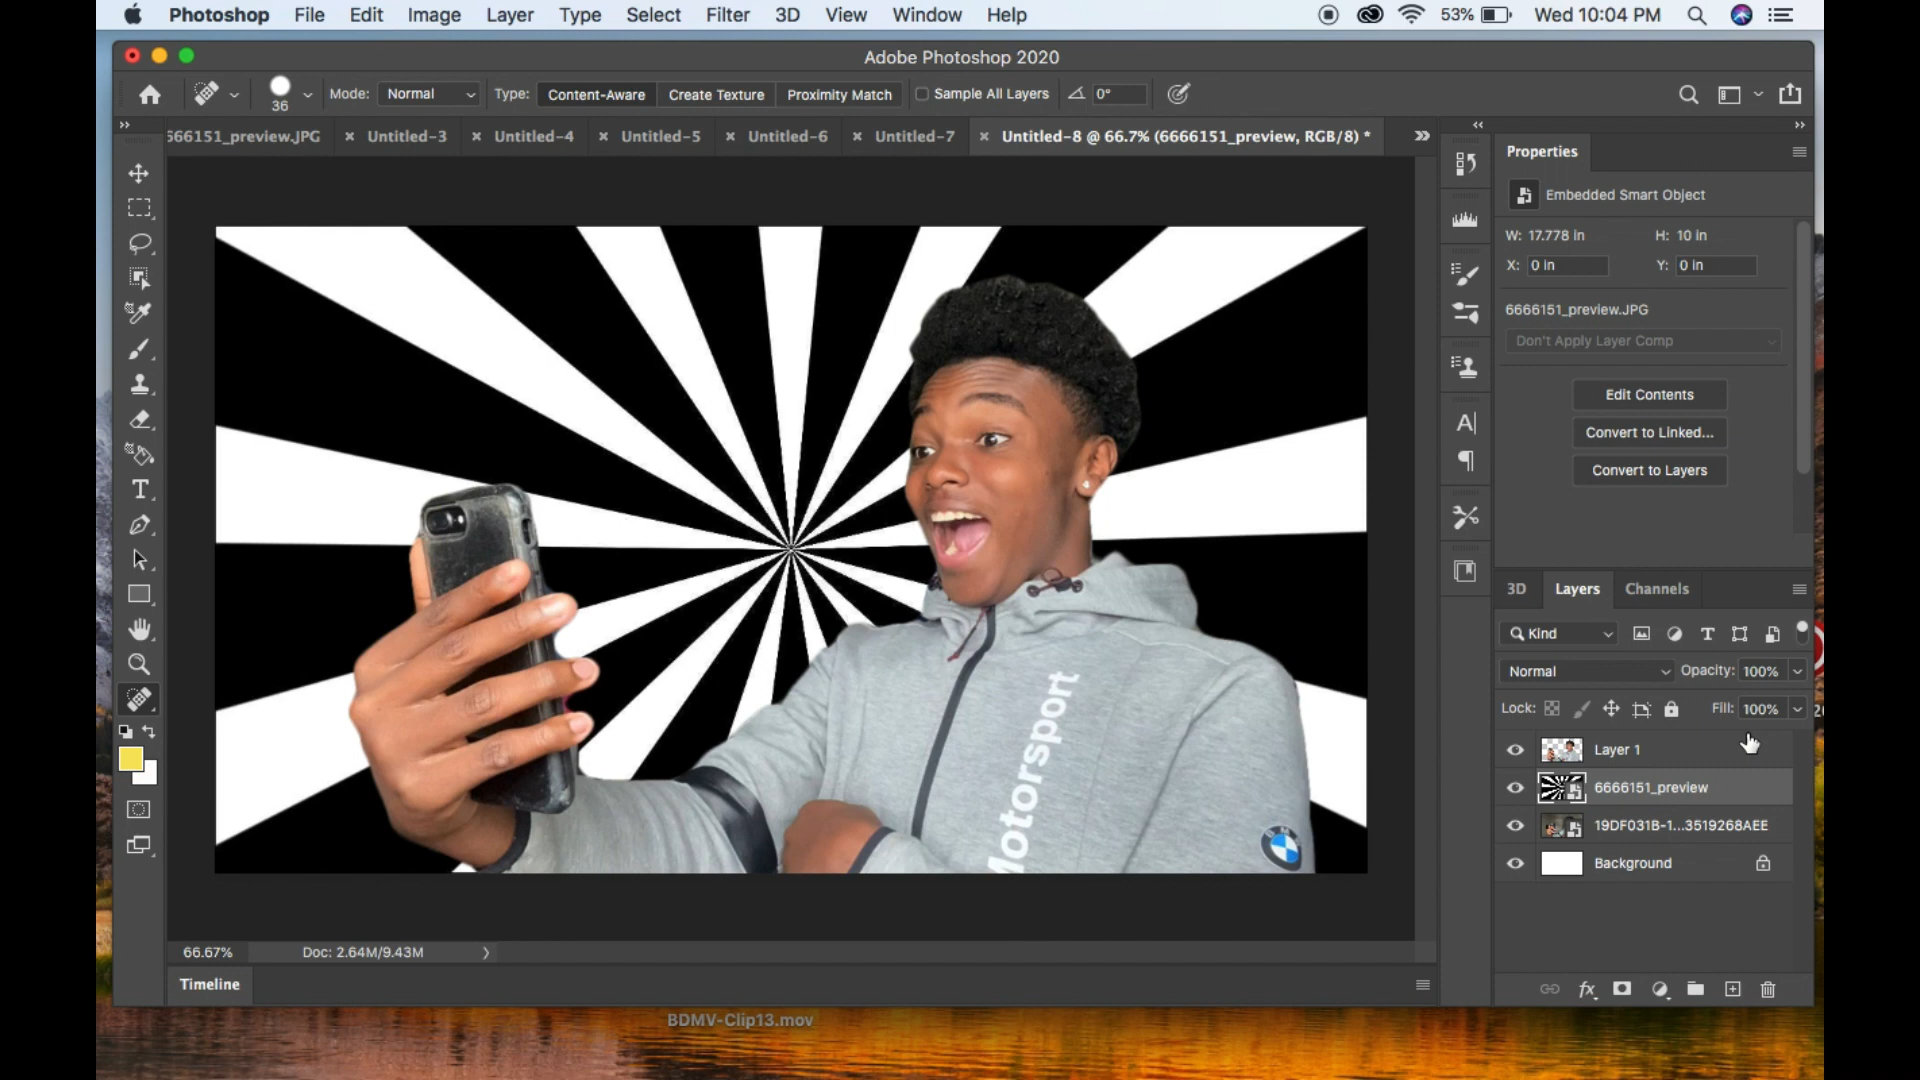 Photoshop File Edit Image Layer Type Select Filter 3D View Window Help 53% Wed 10:04 PM
Adobe Photoshop 2020
36 Mode: Normal Type: Content-Aware Create Texture Proximity Match Sample All Layers 0°
6666151_preview.JPG × Untitled-3 × Untitled-4 × Untitled-5 × Untitled-6 × Untitled-7 × Untitled-8 @ 66.7% (6666151_preview, RGB/8) *
Properties
Embedded Smart Object
W: 17.778 in H: 10 in
X: 0 in Y: 0 in
6666151_preview.JPG
Don't Apply Layer Comp
Edit Contents
Convert to Linked...
Convert to Layers
Motorsport
BMW
3D Layers Channels
Kind
Normal Opacity: 100%
Lock: Fill: 100%
Layer 1
6666151_preview
19DF031B-1...3519268AEE
Background
66.67% Doc: 2.64M/9.43M
Timeline
BDMV-Clip13.mov